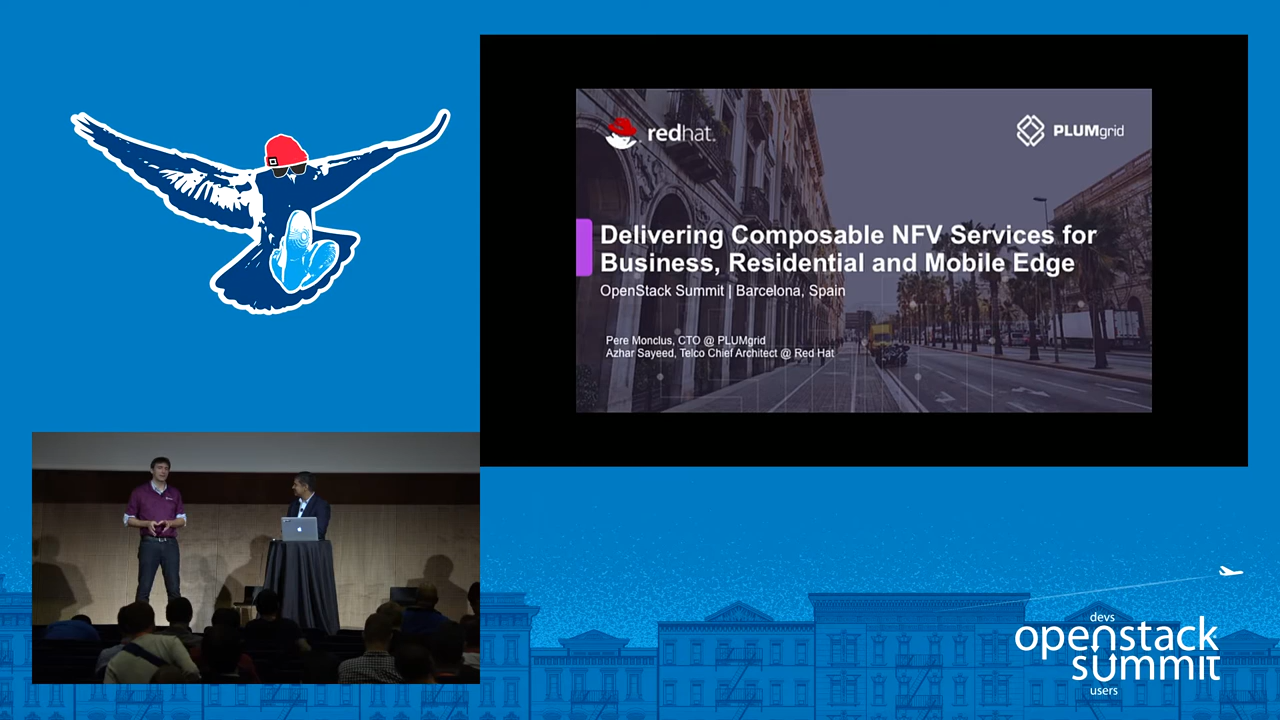 redhat.
PLUMgrid
Delivering Composable NFV Services for
Business, Residential and Mobile Edge
OpenStack Summit | Barcelona, Spain
Pere Monclus, CTO @ PLUMgrid
Azhar Sayeed, Telco Chief Architect @ Red Hat
devs
openstack
summit
users